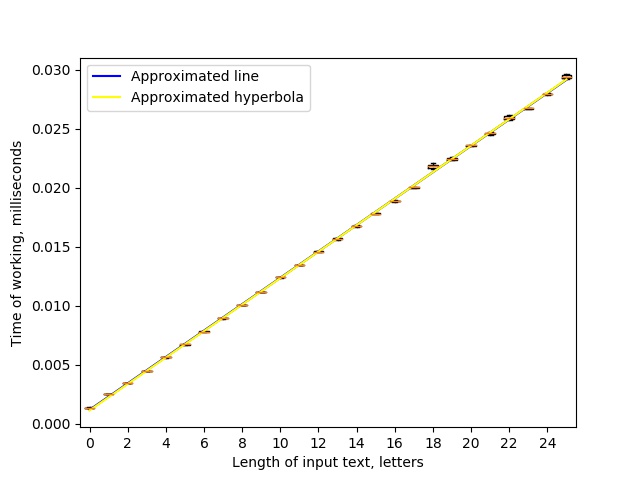 0.030
0.025
0.020
0.015
0.010
0.005
0.000
Time of working, milliseconds
Approximated line
Approximated hyperbola
0 2 4 6 8 10 12 14 16 18 20 22 24
Length of input text, letters